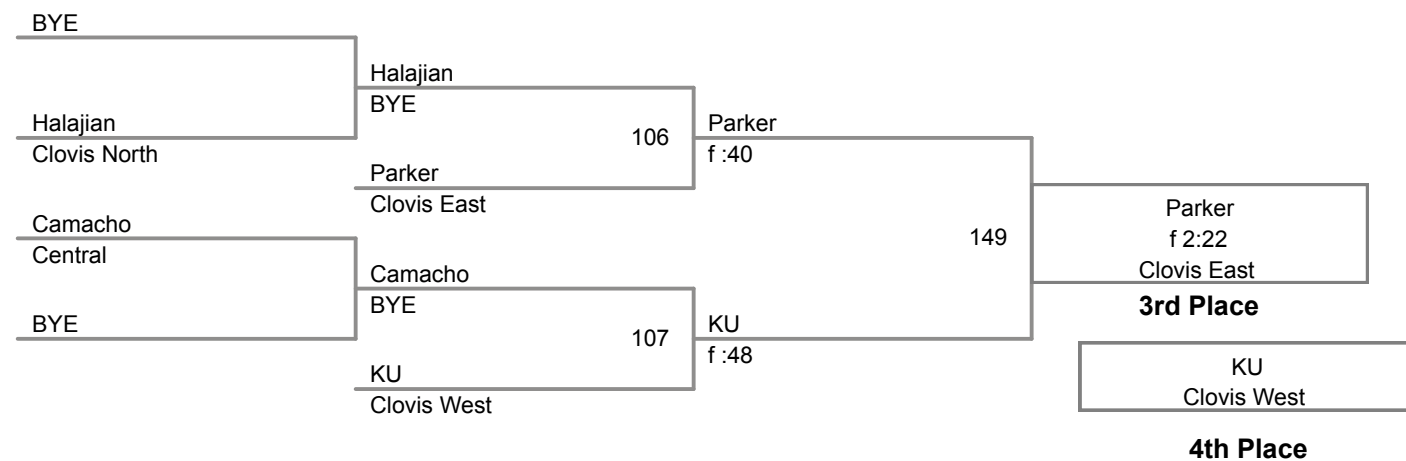 BYE
Halajian
BYE
Halajian
Clovis North
106
Parker
f :40
Parker
Clovis East
Camacho
Central
149
Parker
f 2:22
Clovis East
3rd Place
Camacho
BYE
BYE
107
KU
f :48
KU
Clovis West
KU
Clovis West
4th Place